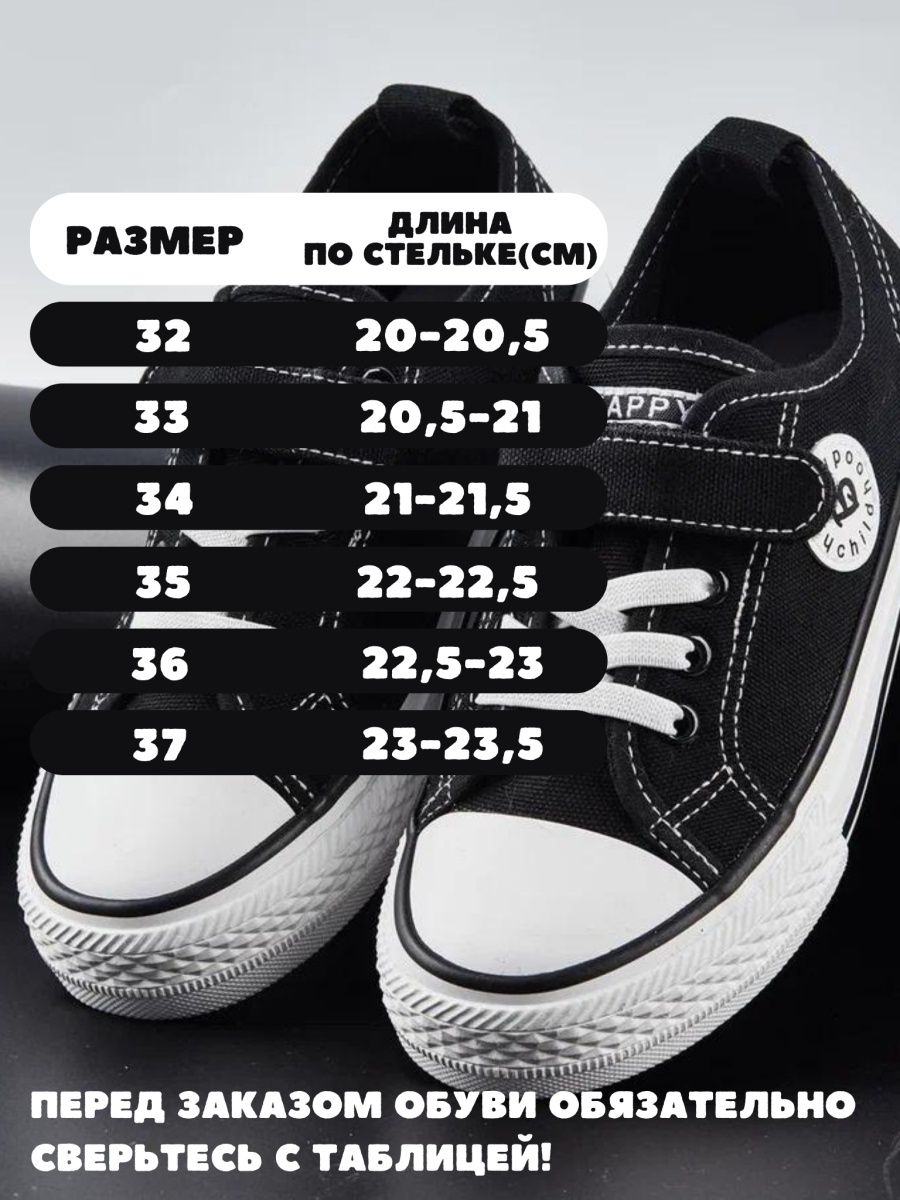 РАЗМЕР ДЛИНА
ПО СТЕЛЬКЕ(СМ)
32 20-20,5
33 20,5-21
34 21-21,5
35 22-22,5
36 22,5-23
37 23-23,5
APPY
ПЕРЕД ЗАКАЗОМ ОБУВИ ОБЯЗАТЕЛЬНО
СВЕРЬТЕСЬ С ТАБЛИЦЕЙ!